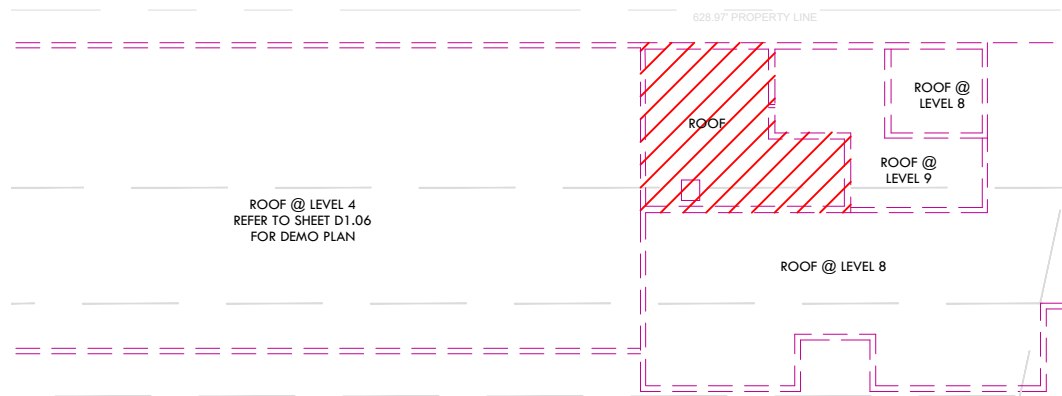 628.97' PROPERTY LINE
ROOF
ROOF @
LEVEL 8
ROOF @
LEVEL 9
ROOF @ LEVEL 4
REFER TO SHEET D1.06
FOR DEMO PLAN
ROOF @ LEVEL 8